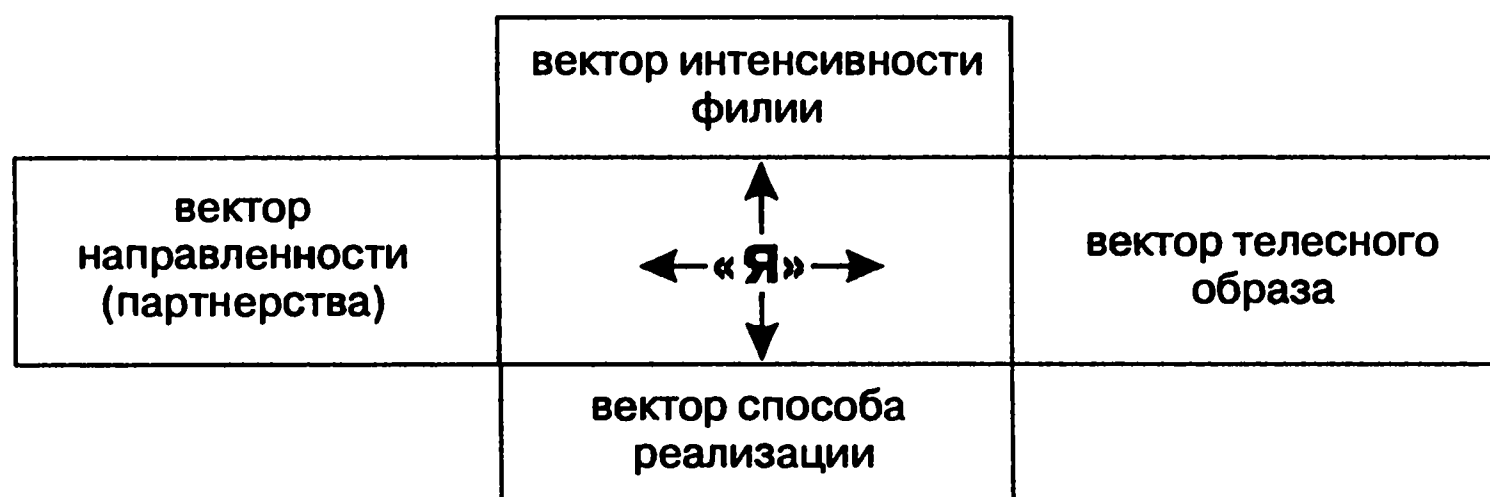 вектор интенсивности
филии
вектор
направленности
(партнерства)
«Я»
вектор телесного
образа
вектор способа
реализации